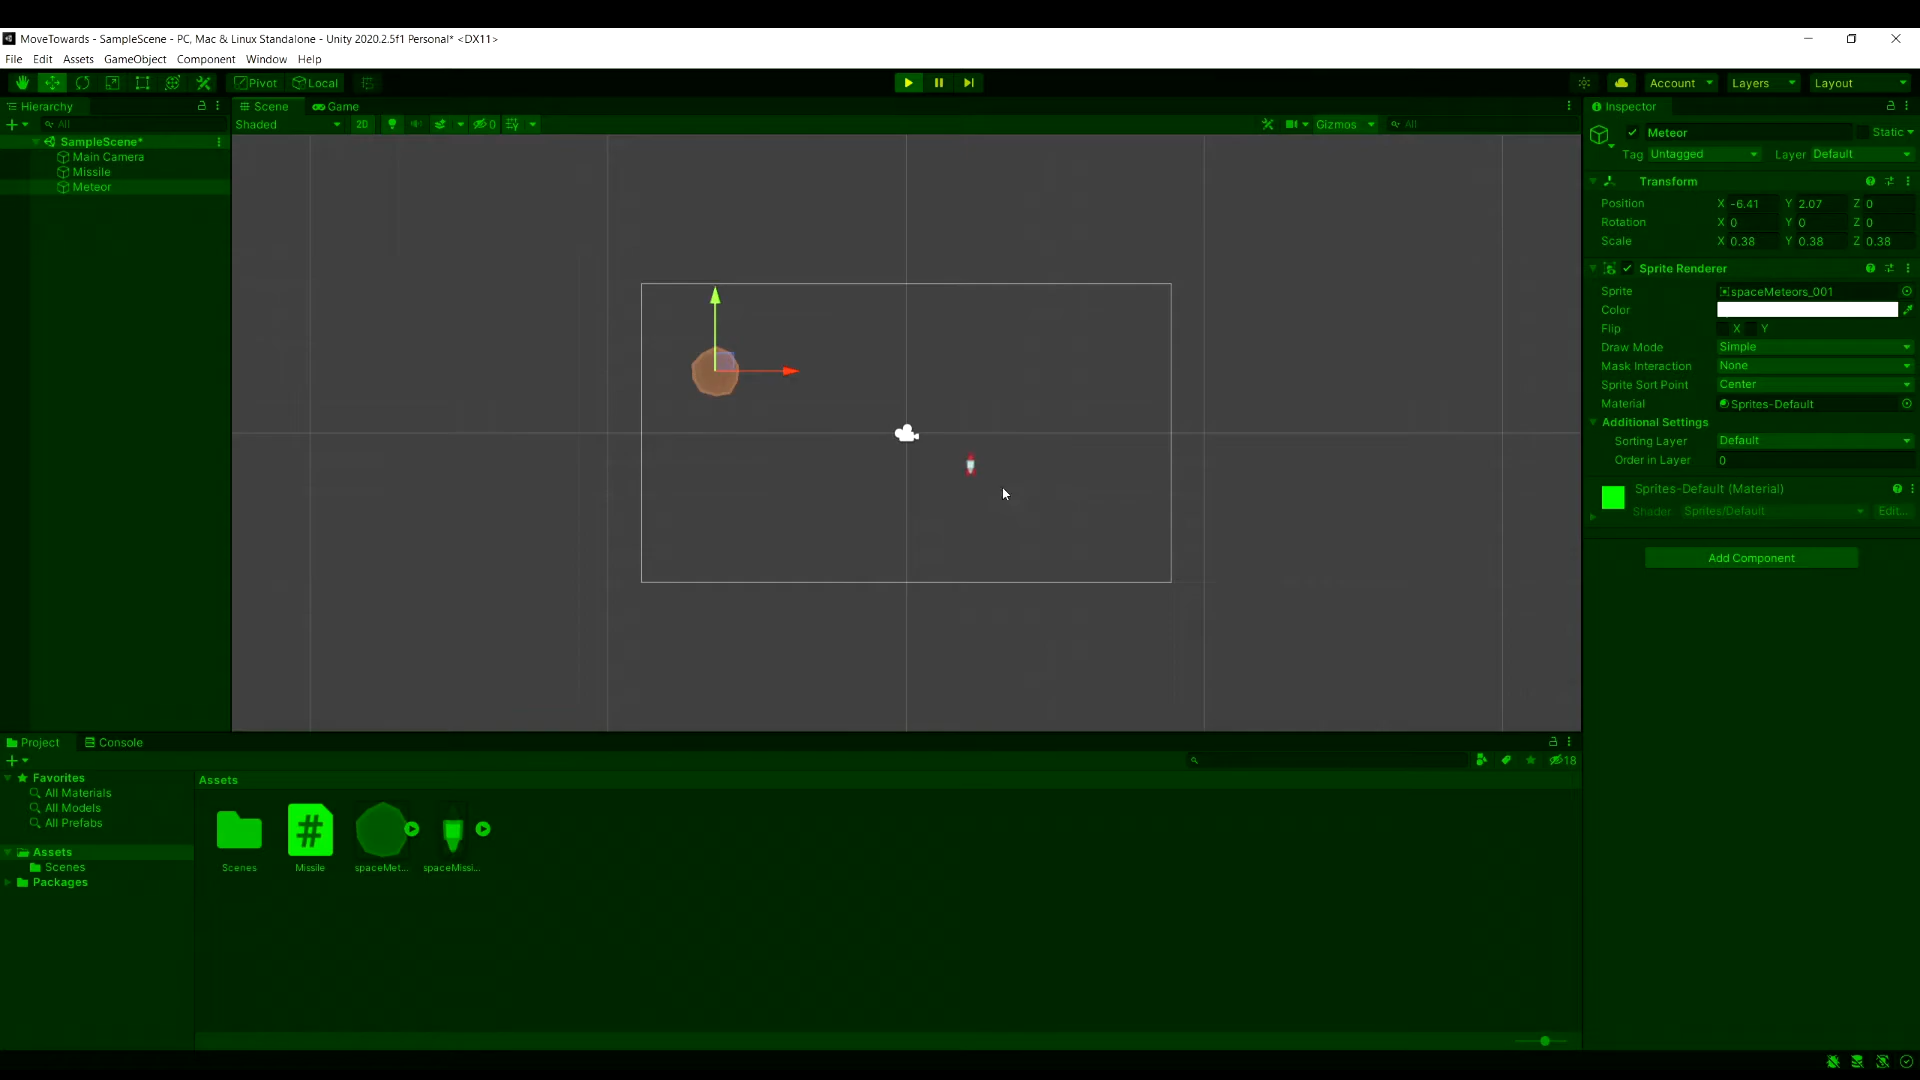 MoveTowards - SampleScene - PC, Mac & Linux Standalone - Unity 2020.2.5f1 Personal* <DX11>
File Edit Assets GameObject Component Window Help
Pivot Local Account Layers Layout
Hierarchy Scene Game Inspector
All Shaded 2D 0 Gizmos All
SampleScene*
Main Camera
Missile
Meteor
Meteor Static
Tag Untagged Layer Default
Transform
Position X -6.41 Y 2.07 Z 0
Rotation X 0 Y 0 Z 0
Scale X 0.38 Y 0.38 Z 0.38
Sprite Renderer
Sprite spaceMeteors_001
Color
Flip X Y
Draw Mode Simple
Mask Interaction None
Sprite Sort Point Center
Material Sprites-Default
Additional Settings
Sorting Layer Default
Order in Layer 0
Sprites-Default (Material)
Shader Sprites/Default Edit...
Add Component
Project Console
18
Favorites
All Materials
All Models
All Prefabs
Assets
Scenes
Packages
Assets
Scenes Missile spaceMet... spaceMissi...
#